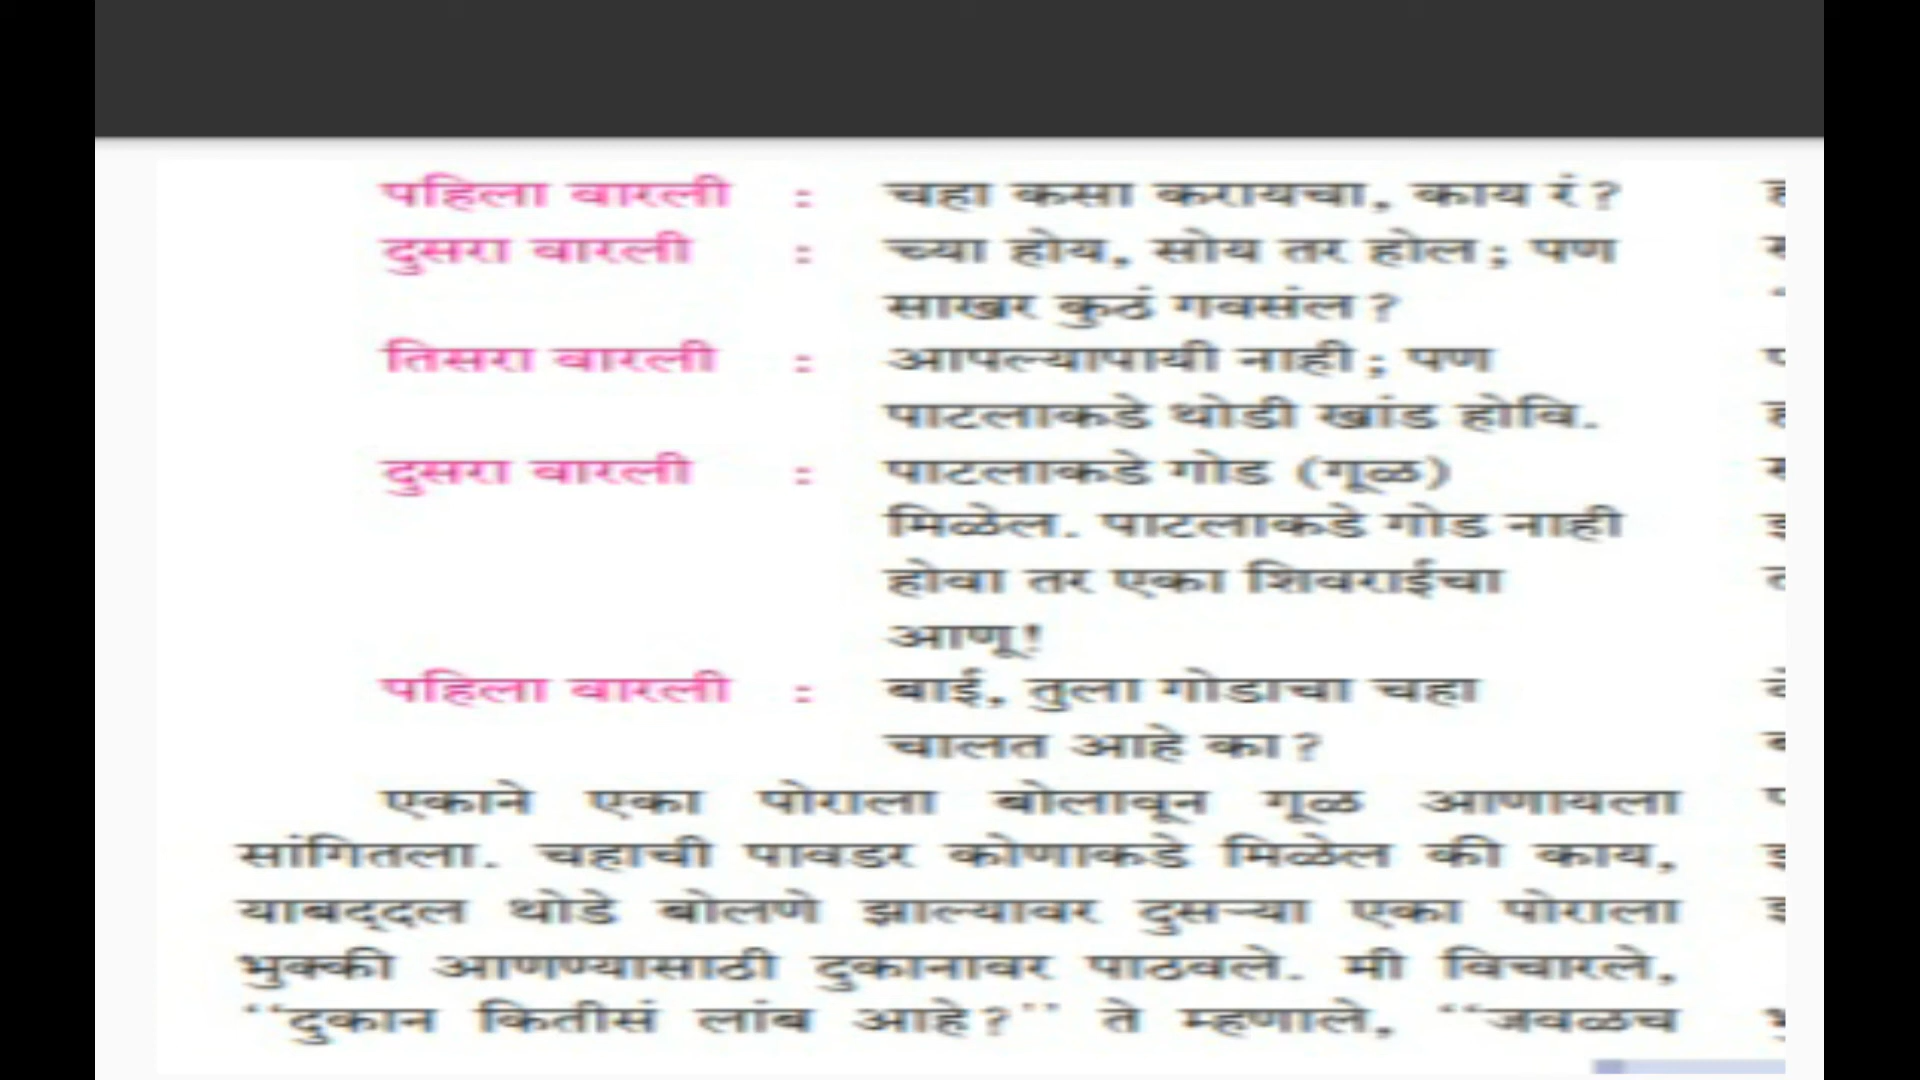 पहिला वारली : चहा कसा करायचा, काय रं?
दुसरा वारली : च्या होय, सोय तर होल; पण
साखर कुठं गवसंल?
तिसरा वारली : आपल्यापायी नाही; पण
पाटलाकडे थोडी खांड होवि.
दुसरा वारली : पाटलाकडे गोड (गूळ)
मिळेल. पाटलाकडे गोड नाही
होवा तर एका शिवराईचा
आणू!
पहिला वारली : बाई, तुला गोडाचा चहा
चालत आहे का?
एकाने एका पोराला बोलावून गूळ आणायला
सांगितला. चहाची पावडर कोणाकडे मिळेल की काय,
याबद्दल थोडे बोलणे झाल्यावर दुसऱ्या एका पोराला
भुक्की आणण्यासाठी दुकानावर पाठवले. मी विचारले,
‘‘दुकान कितीसं लांब आहे?’’ ते म्हणाले, ‘‘जवळच